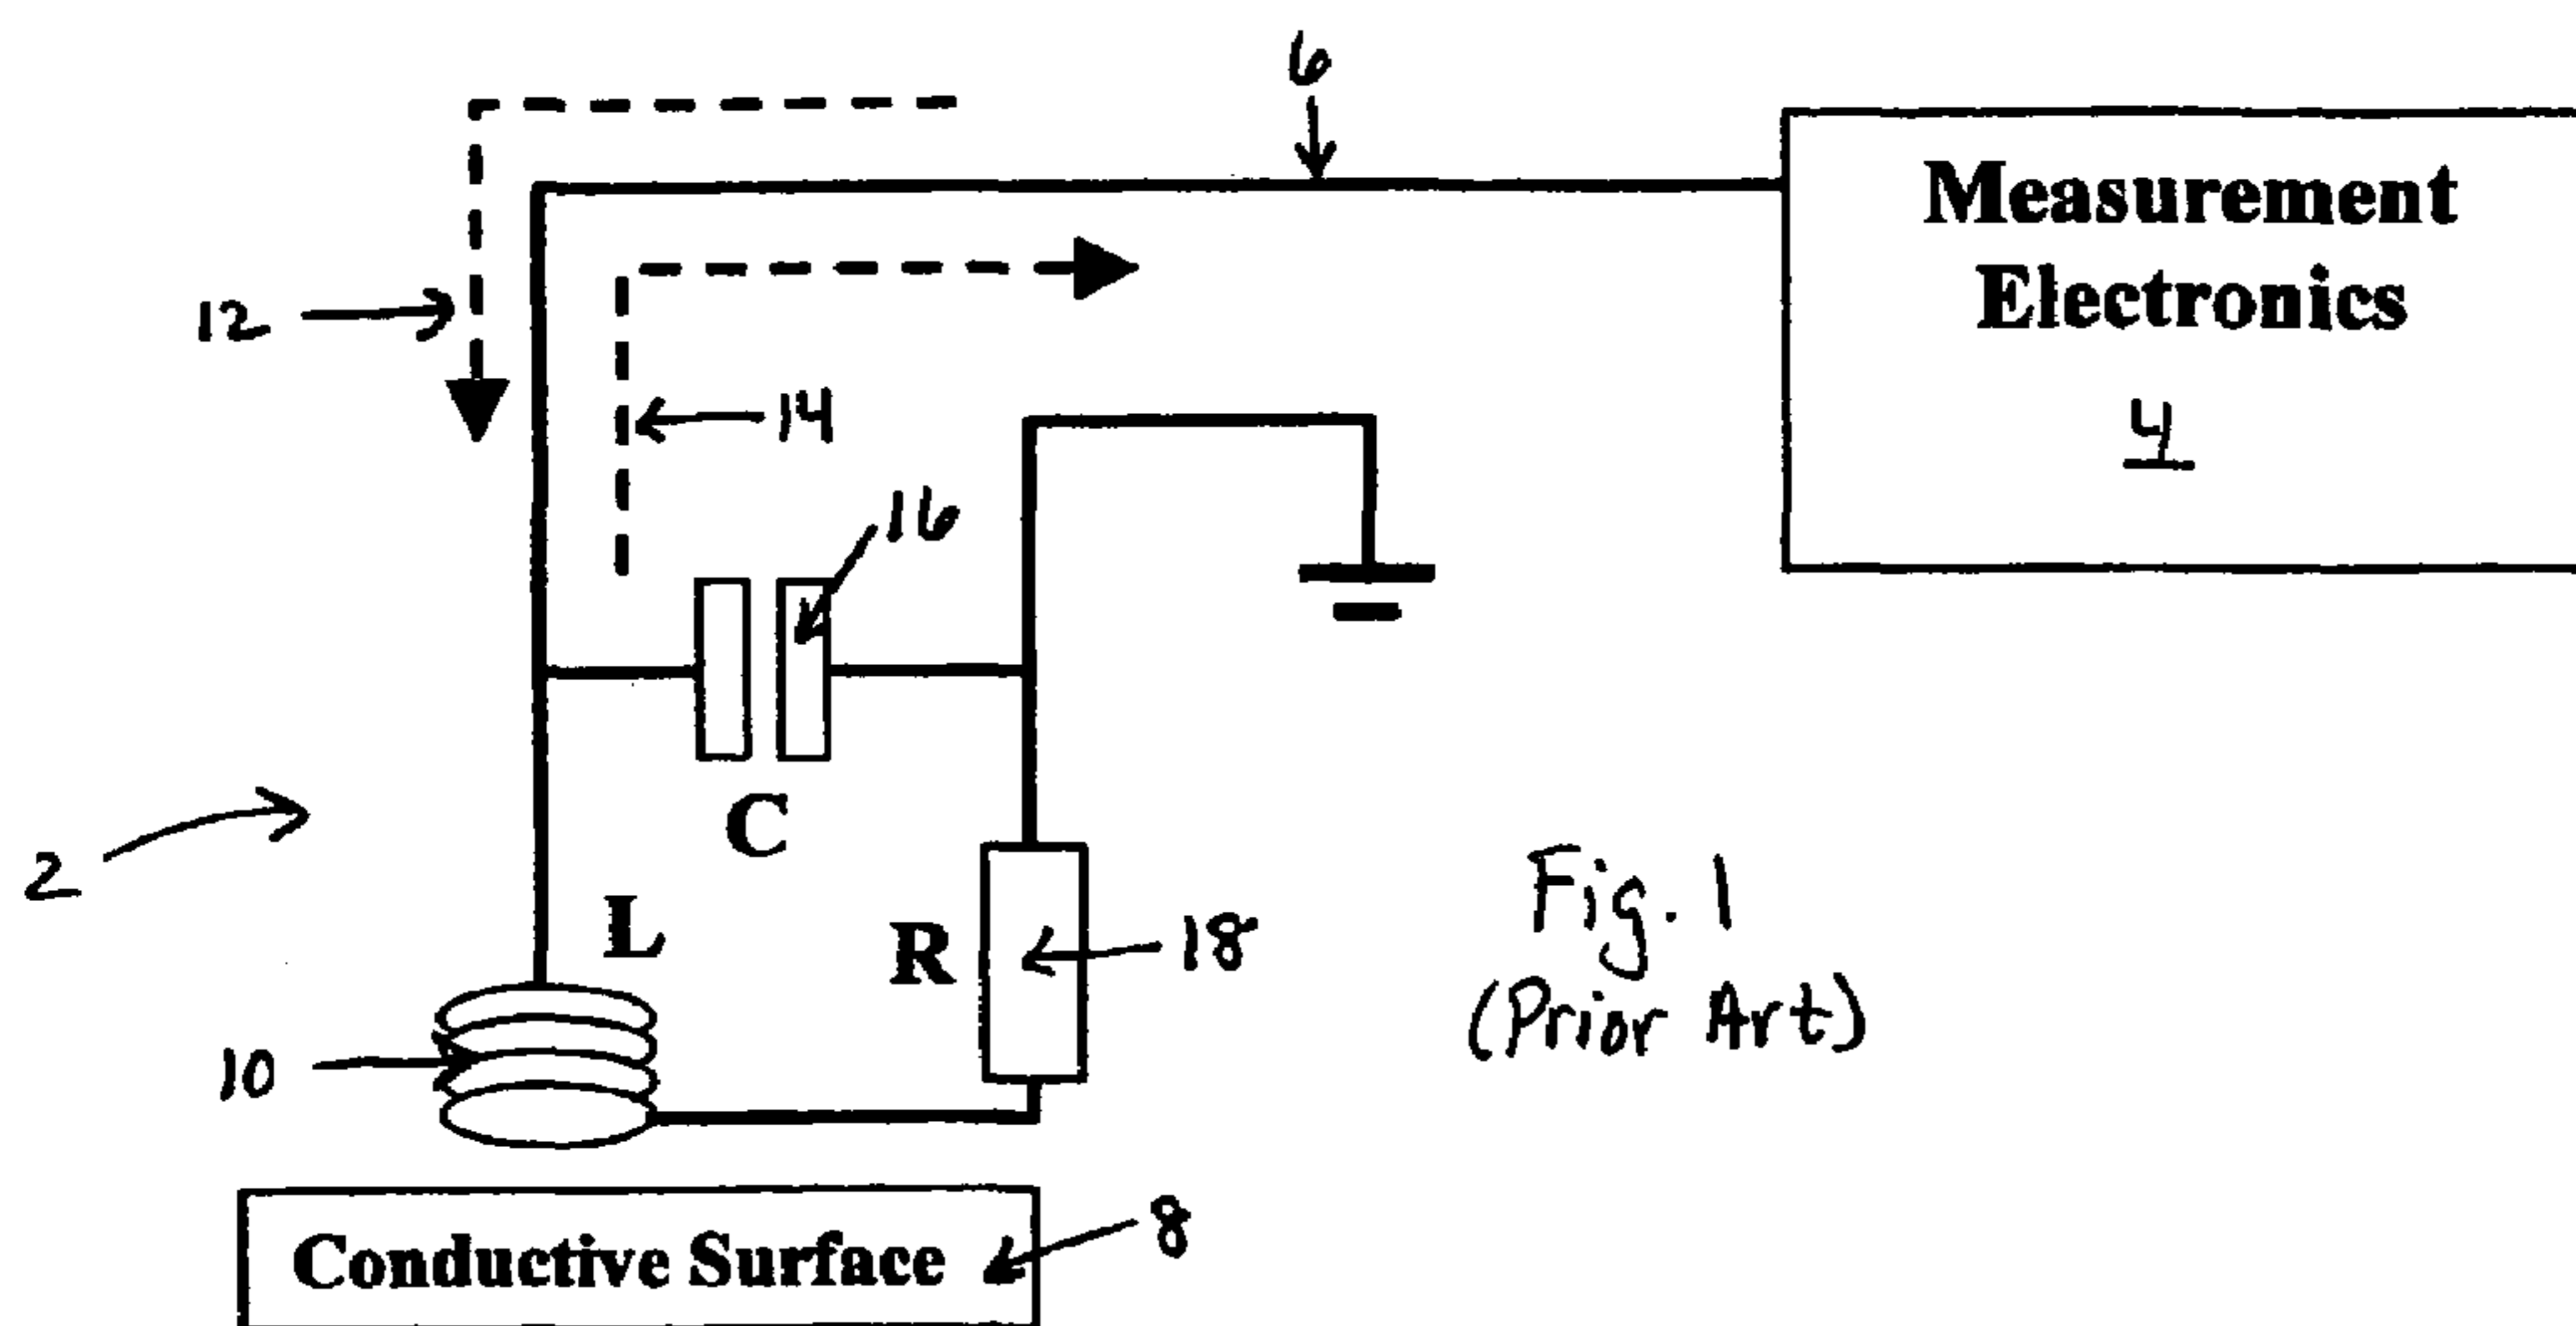 6
Measurement
Electronics
4
12
14
16
C
2
L
R
18
Fig. 1
(Prior Art)
10
Conductive Surface
8